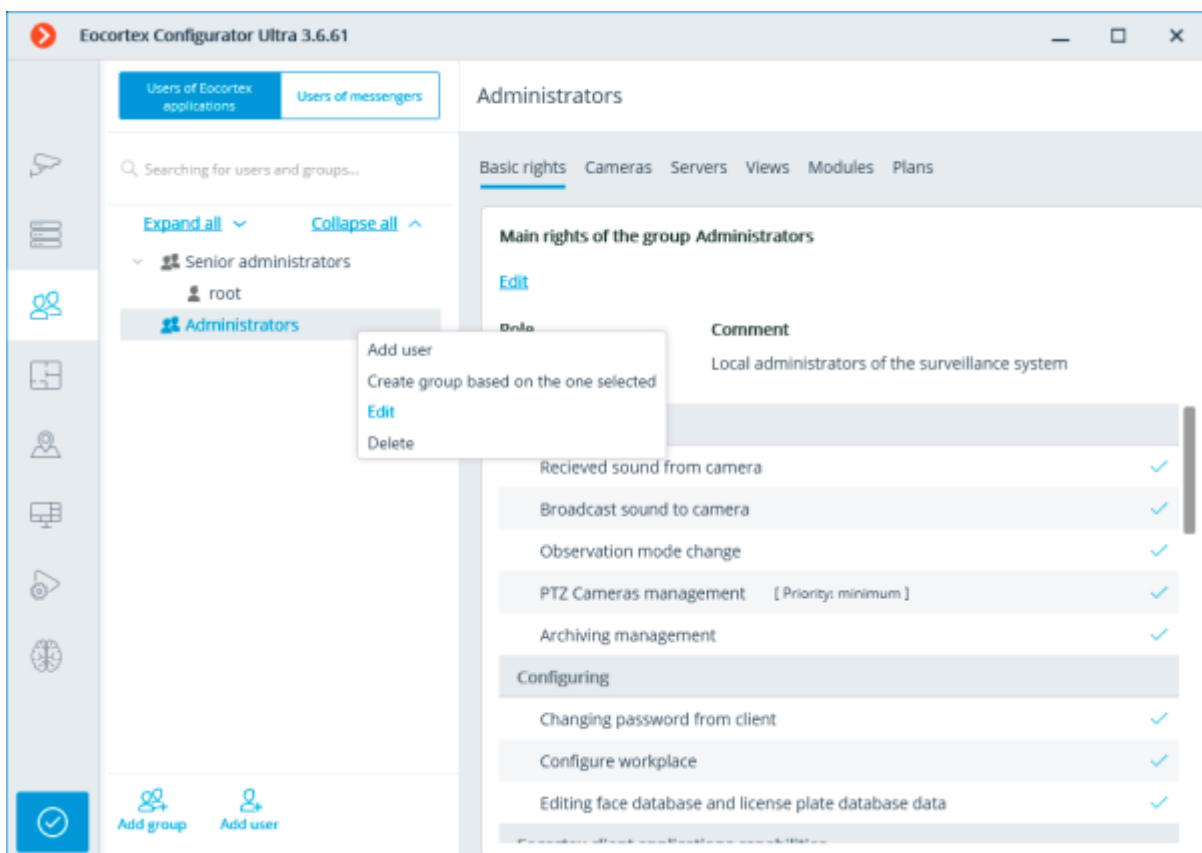 Eocortex Configurator Ultra 3.6.61
Users of Eocortex
applications
Users of messengers
Searching for users and groups...
Expand all
Collapse all
Senior administrators
root
Administrators
Add group
Add user
Administrators
Basic rights Cameras Servers Views Modules Plans
Main rights of the group Administrators
Edit
Role Comment
Local administrators of the surveillance system
Add user
Create group based on the one selected
Edit
Delete
Recieved sound from camera
Broadcast sound to camera
Observation mode change
PTZ Cameras management [ Priority: minimum ]
Archiving management
Configuring
Changing password from client
Configure workplace
Editing face database and license plate database data
Eocortex client applications capabilities